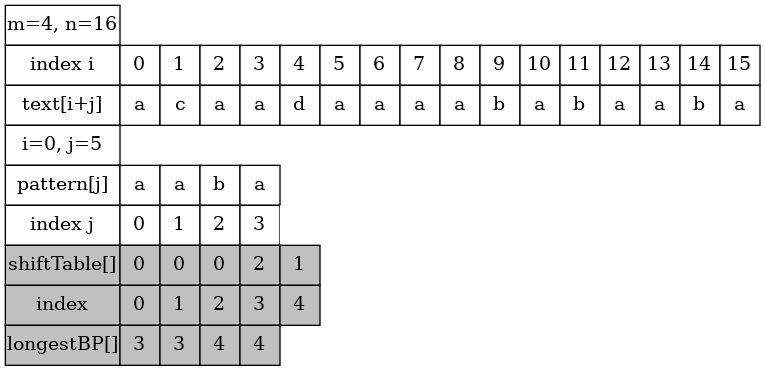 m=4, n=16
index i 0 1 2 3 4 5 6 7 8 9 10 11 12 13 14 15
text[i+j] a c a a d a a a a b a b a a b a
i=0, j=5
pattern[j] a a b a
index j 0 1 2 3
shiftTable[] 0 0 0 2 1
index 0 1 2 3 4
longestBP[] 3 3 4 4